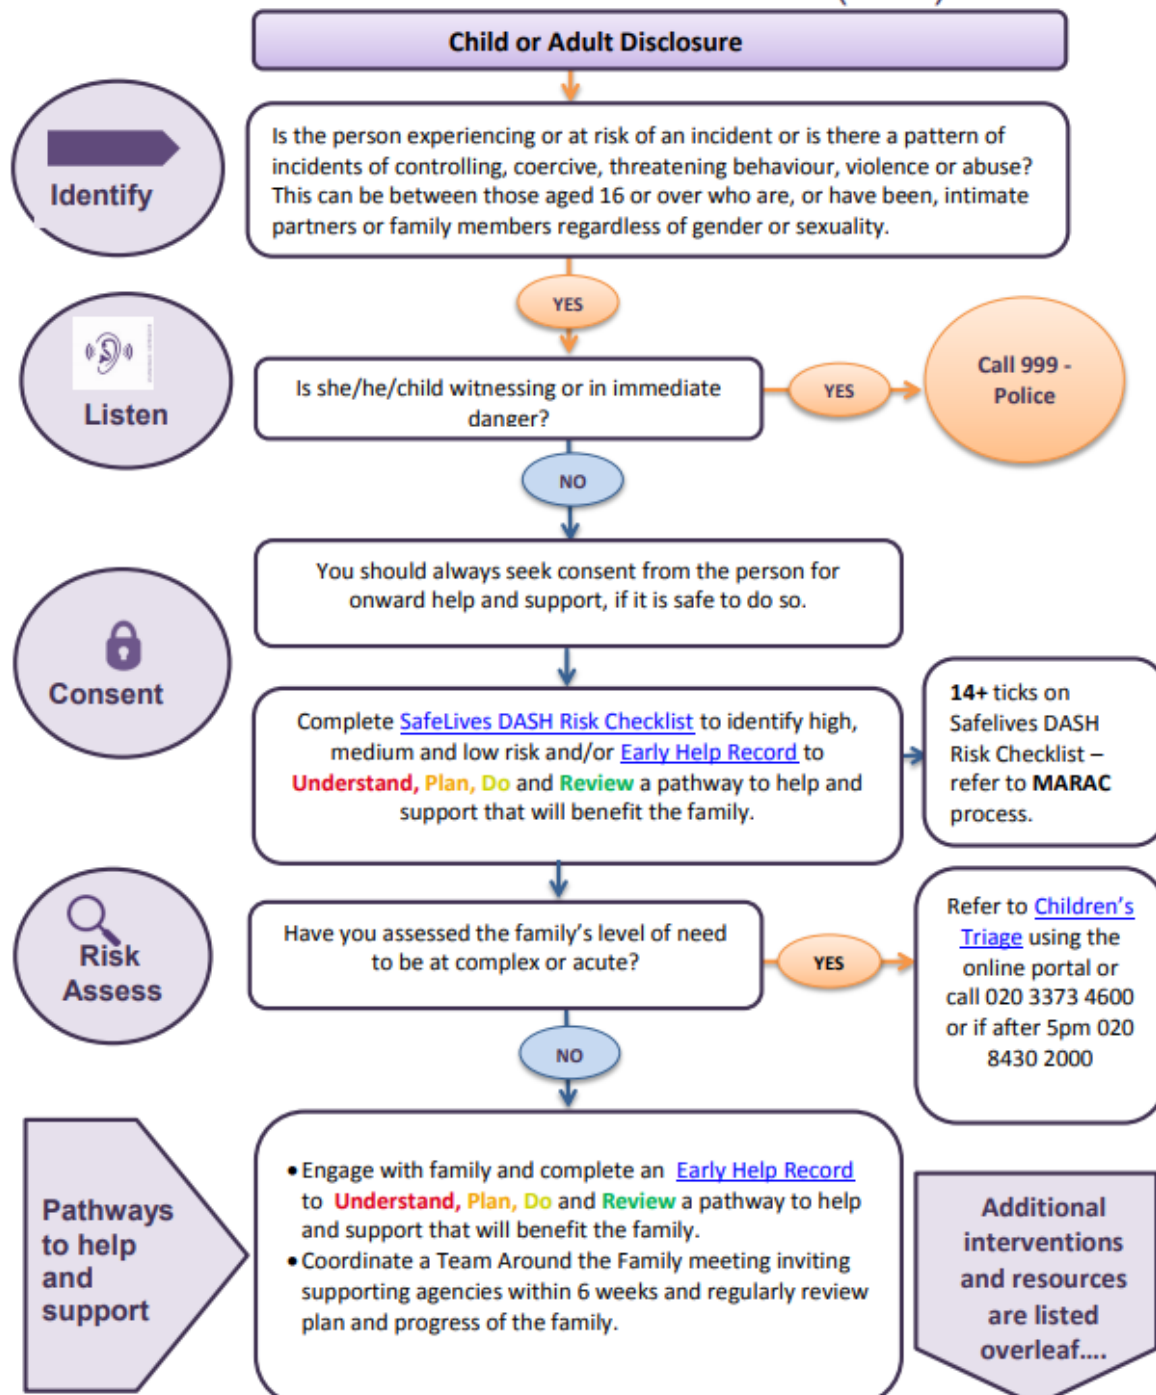 Child or Adult Disclosure
Identify
Is the person experiencing or at risk of an incident or is there a pattern of
incidents of controlling, coercive, threatening behaviour, violence or abuse?
This can be between those aged 16 or over who are, or have been, intimate
partners or family members regardless of gender or sexuality.
YES
Listen
Is she/he/child witnessing or in immediate
danger?
YES
Call 999 -
Police
NO
Consent
You should always seek consent from the person for
onward help and support, if it is safe to do so.
Complete SafeLives DASH Risk Checklist to identify high,
medium and low risk and/or Early Help Record to
Understand, Plan, Do and Review a pathway to help and
support that will benefit the family.
14+ ticks on
Safelives DASH
Risk Checklist –
refer to MARAC
process.
Risk
Assess
Have you assessed the family's level of need
to be at complex or acute?
YES
Refer to Children's
Triage using the
online portal or
call 020 3373 4600
or if after 5pm 020
8430 2000
NO
Pathways
to help
and
support
• Engage with family and complete an Early Help Record
to Understand, Plan, Do and Review a pathway to help
and support that will benefit the family.
• Coordinate a Team Around the Family meeting inviting
supporting agencies within 6 weeks and regularly review
plan and progress of the family.
Additional
interventions
and resources
are listed
overleaf....